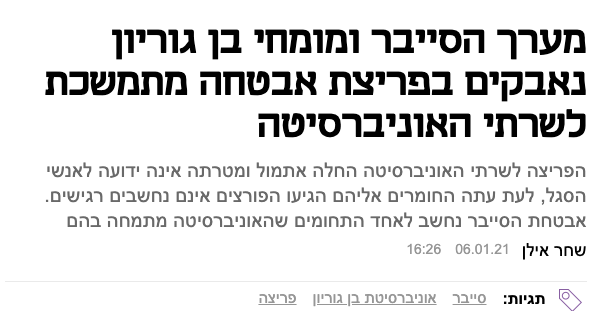 מערך הסייבר ומומחי בן גוריון
נאבקים בפריצת אבטחה מתמשכת
לשרתי האוניברסיטה
הפריצה לשרתי האוניברסיטה החלה אתמול ומטרתה אינה ידועה לאנשי
הסגל, לעת עתה החומרים אליהם הגיעו הפורצים אינם נחשבים רגישים.
אבטחת הסייבר נחשב לאחד התחומים שהאוניברסיטה מתמחה בהם
שחר אילן 06.01.21 16:26
תגיות: סייבר אוניברסיטת בן גוריון פריצה